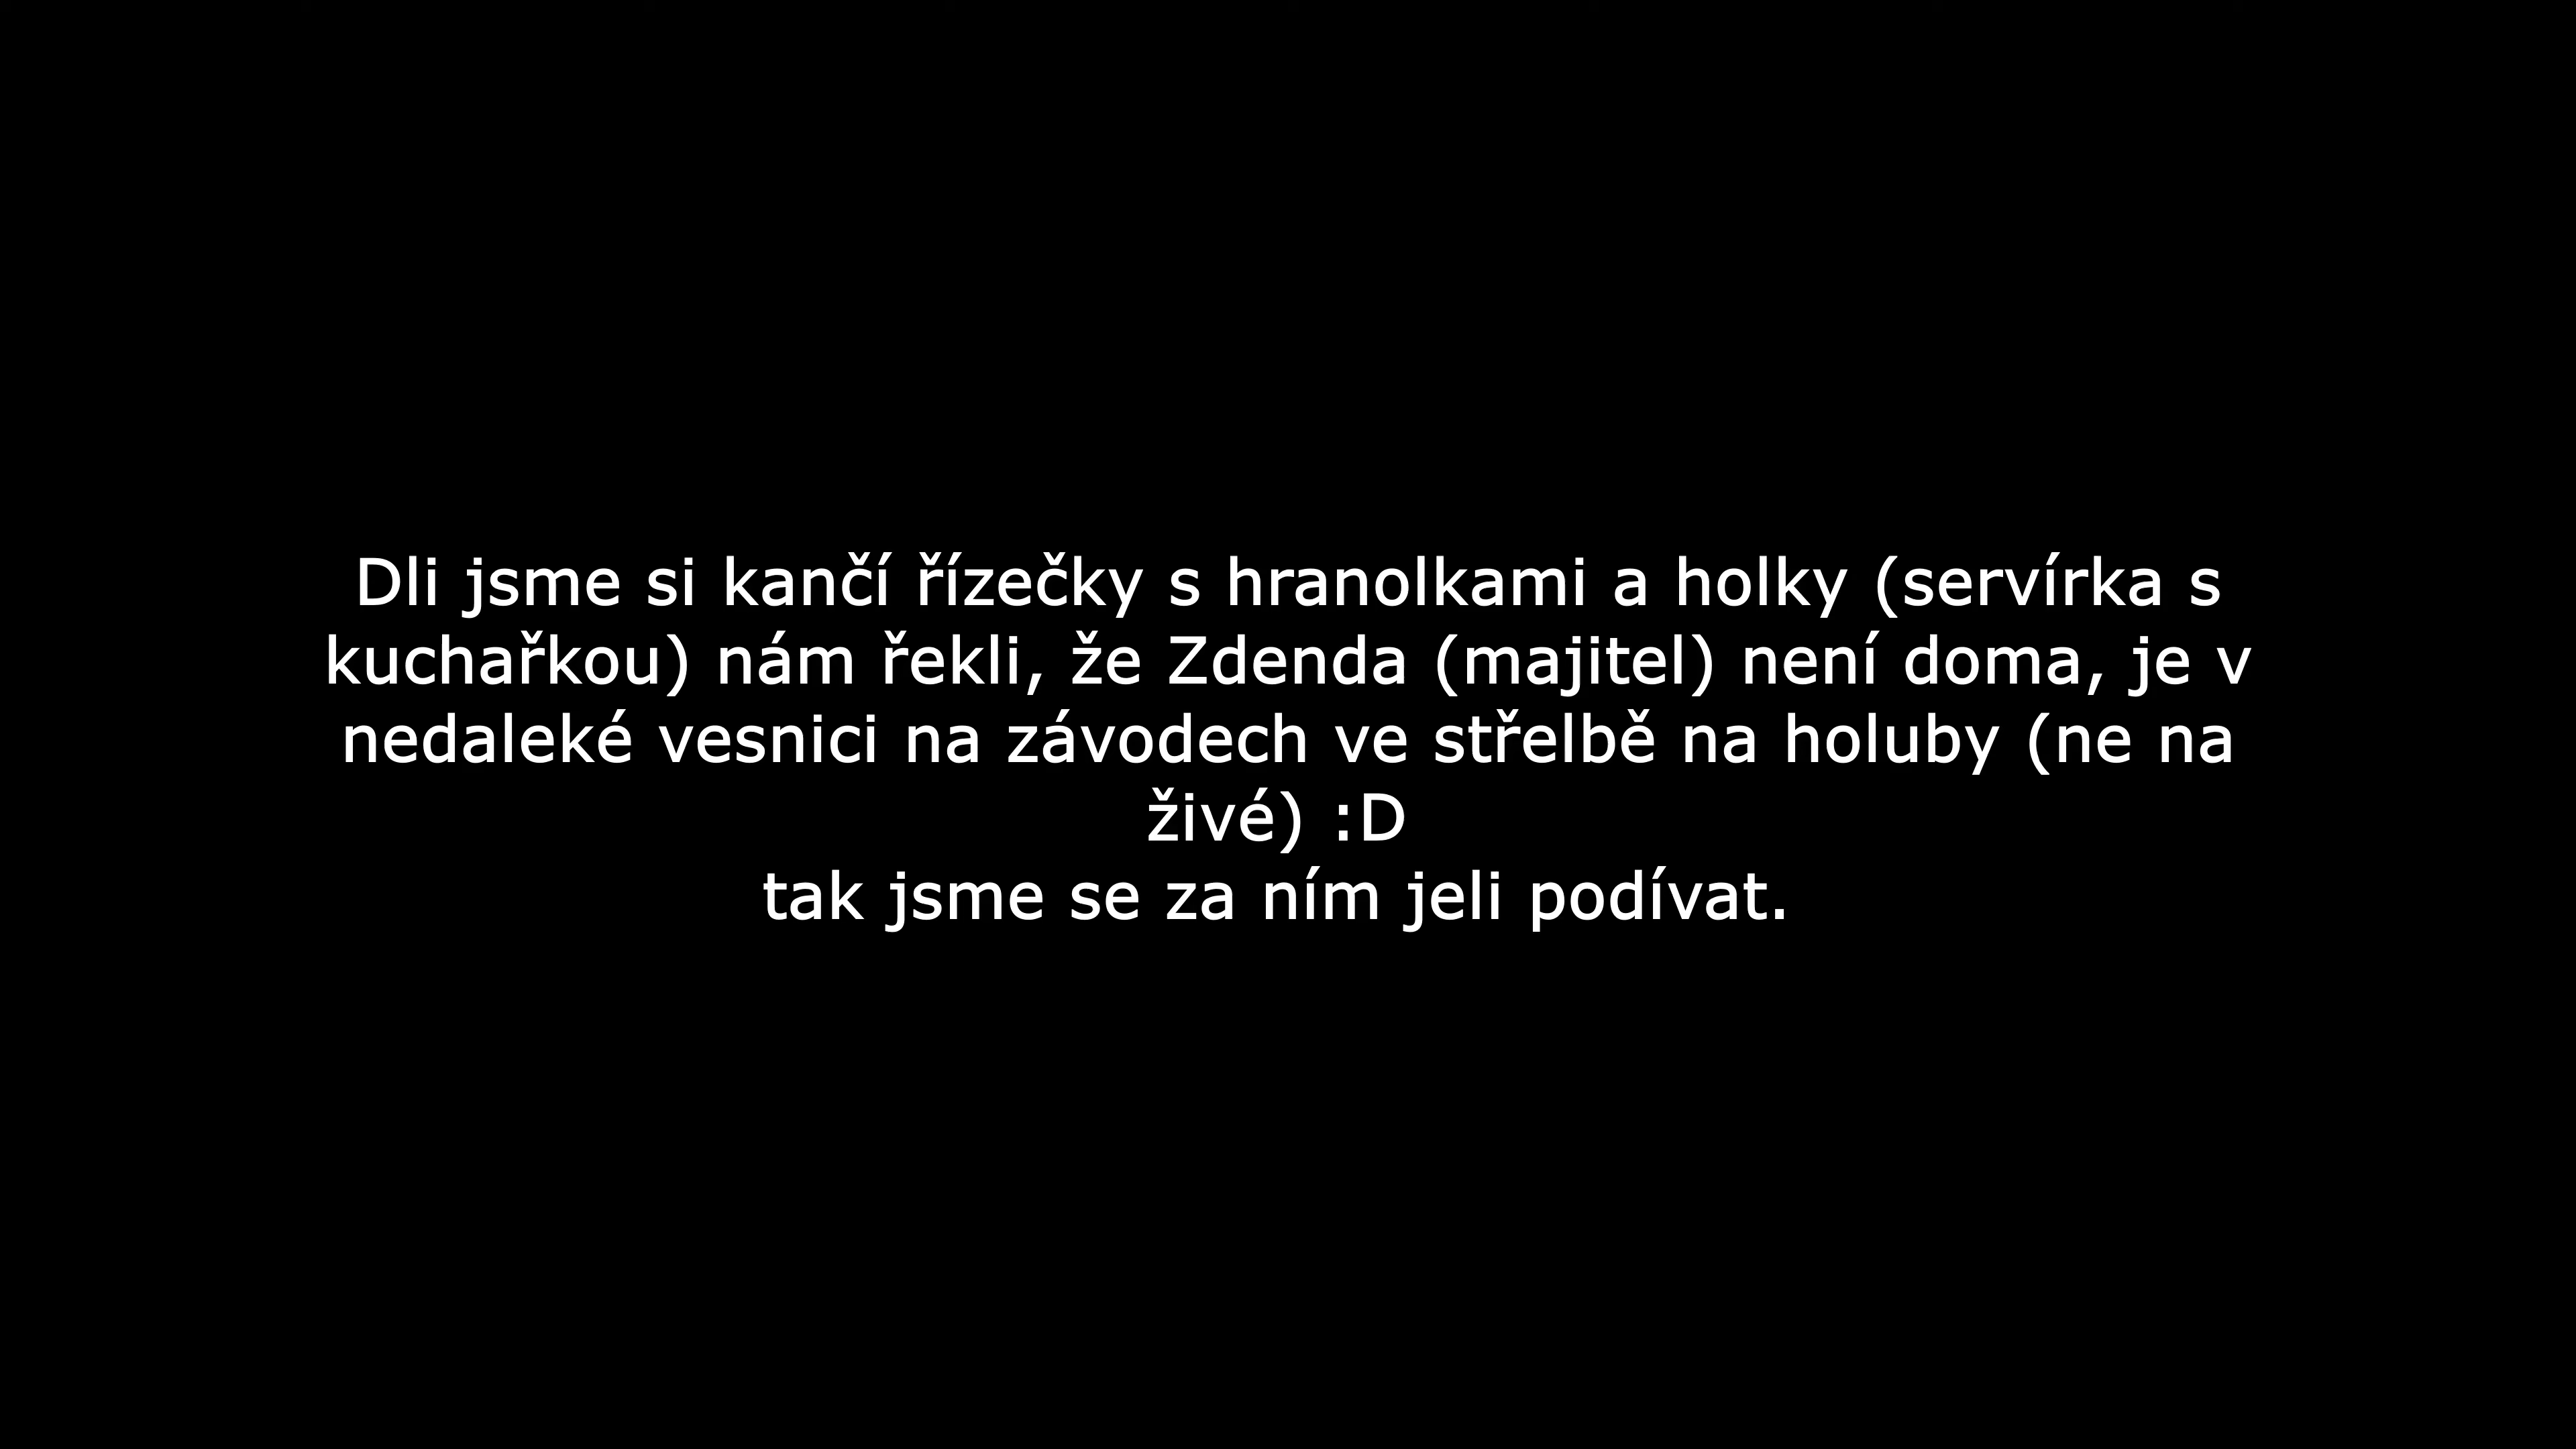 Dli jsme si kančí řízečky s hranolkami a holky (servírka s
kuchařkou) nám řekli, že Zdenda (majitel) není doma, je v
nedaleké vesnici na závodech ve střelbě na holuby (ne na
živé) :D
tak jsme se za ním jeli podívat.